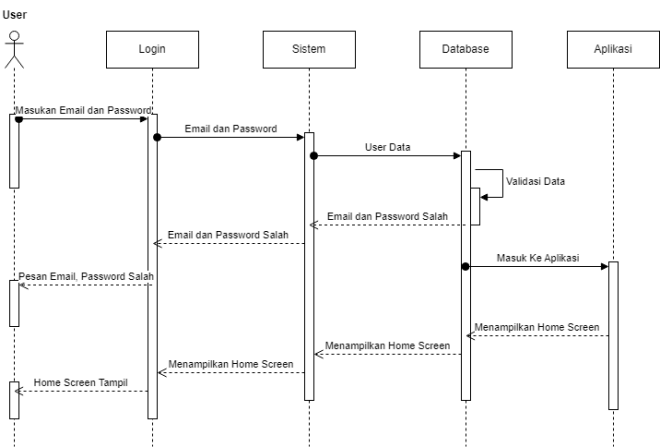 User
Login
Sistem
Database
Aplikasi
Masukan Email dan Password
Email dan Password
User Data
Validasi Data
Email dan Password Salah
Email dan Password Salah
Masuk Ke Aplikasi
Pesan Email, Password Salah
Menampilkan Home Screen
Menampilkan Home Screen
Menampilkan Home Screen
Home Screen Tampil